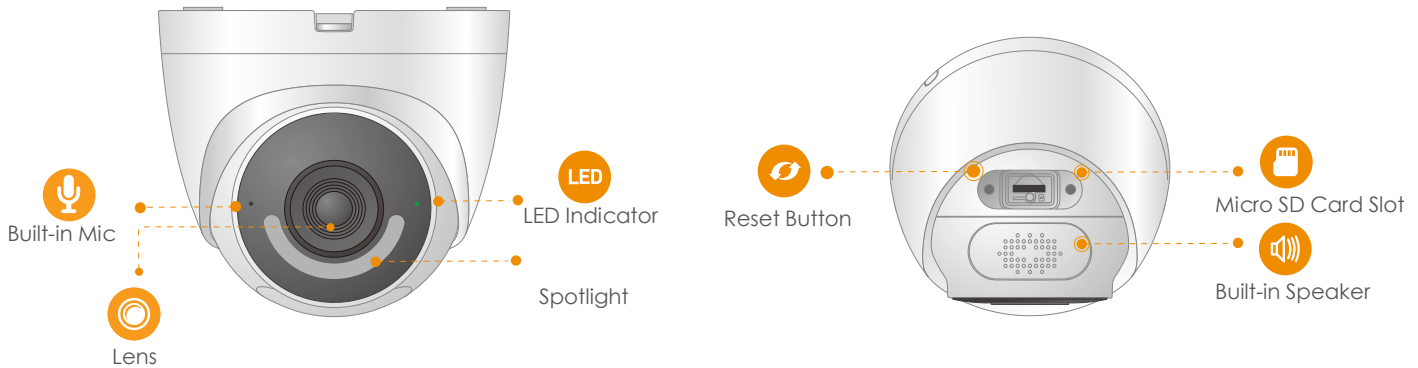 LED
Built-in Mic
LED Indicator
Spotlight
Lens
Reset Button
Micro SD Card Slot
Built-in Speaker